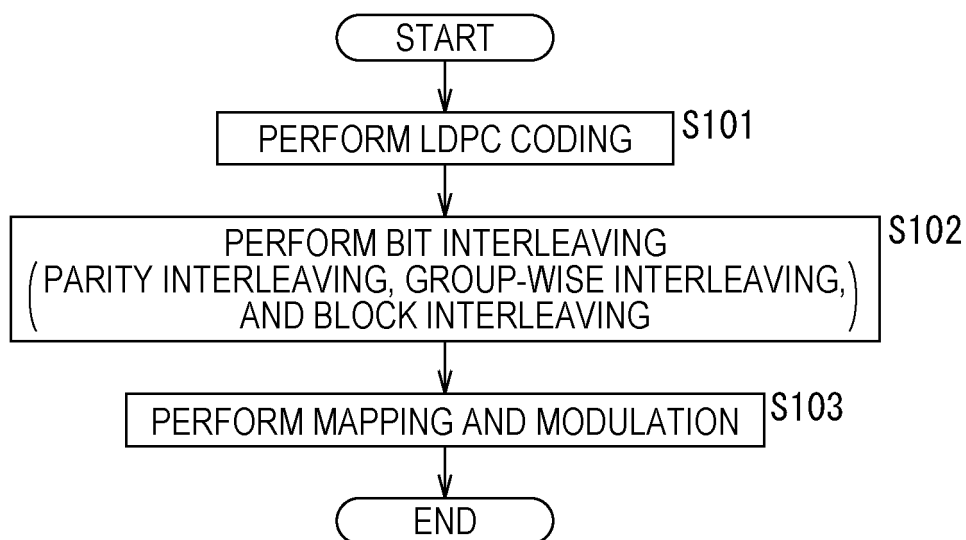 START
PERFORM LDPC CODING
S101
PERFORM BIT INTERLEAVING
(PARITY INTERLEAVING, GROUP-WISE INTERLEAVING,
AND BLOCK INTERLEAVING)
S102
PERFORM MAPPING AND MODULATION
S103
END